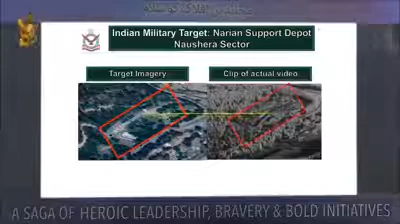 Indian Military Target: Narian Support Depot
Naushera Sector
Target Imagery
Clip of actual video
A SAGA OF HEROIC LEADERSHIP, BRAVERY & BOLD INITIATIVES